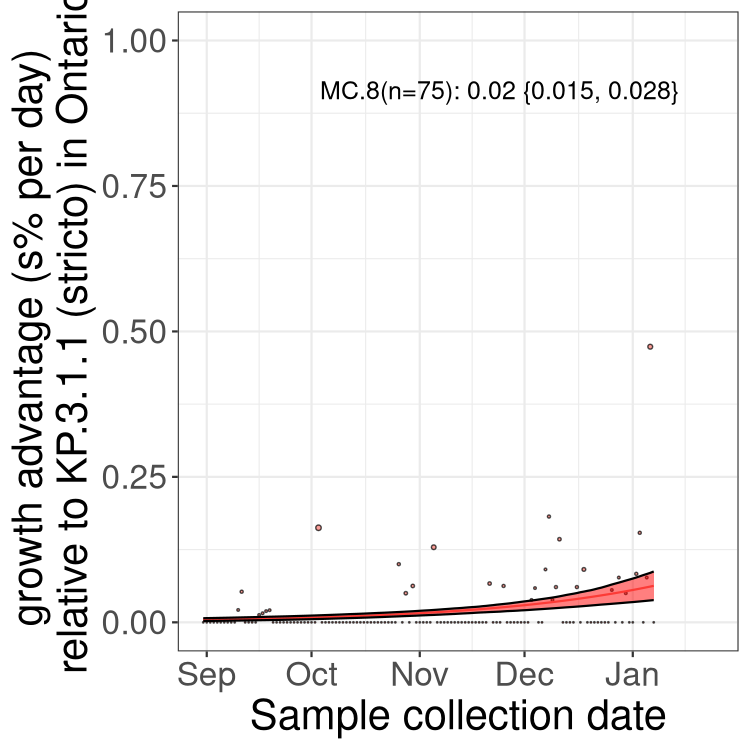 growth advantage (s% per day)
relative to KP.3.1.1 (stricto) in Ontario
1.00
0.75
0.50
0.25
0.00
MC.8(n=75): 0.02 {0.015, 0.028}
Sep Oct Nov Dec Jan
Sample collection date